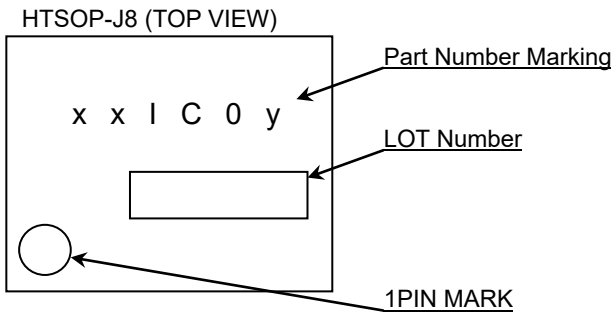 HTSOP-J8 (TOP VIEW)
Part Number Marking
x x I C 0 y
LOT Number
1PIN MARK